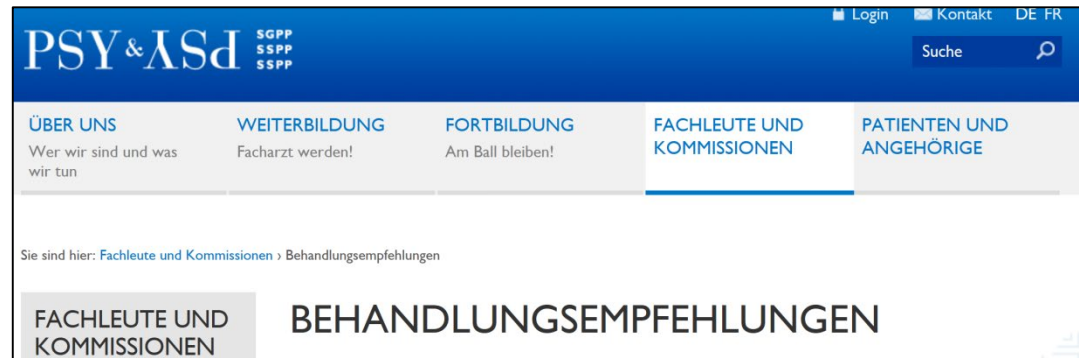 Login Kontakt DE FR
PSY & PSY SGPP
SSPP
SSPP
Suche
ÜBER UNS
Wer wir sind und was
wir tun
WEITERBILDUNG
Facharzt werden!
FORTBILDUNG
Am Ball bleiben!
FACHLEUTE UND
KOMMISSIONEN
PATIENTEN UND
ANGEHÖRIGE
Sie sind hier: Fachleute und Kommissionen › Behandlungsempfehlungen
FACHLEUTE UND
KOMMISSIONEN
BEHANDLUNGSEMPFEHLUNGEN